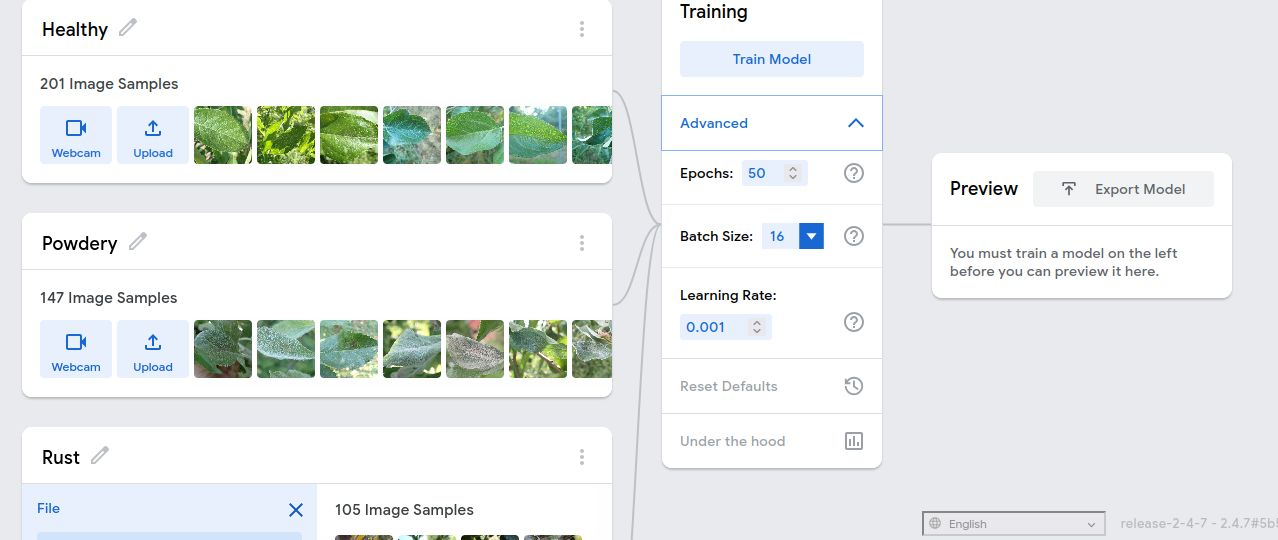 Healthy
201 Image Samples
Webcam
Upload
Powdery
147 Image Samples
Webcam
Upload
Rust
File
105 Image Samples
Training
Train Model
Advanced
Epochs: 50
Batch Size: 16
Learning Rate:
0.001
Reset Defaults
Under the hood
Preview
Export Model
You must train a model on the left
before you can preview it here.
English
release-2-4-7 - 2.4.7#5b